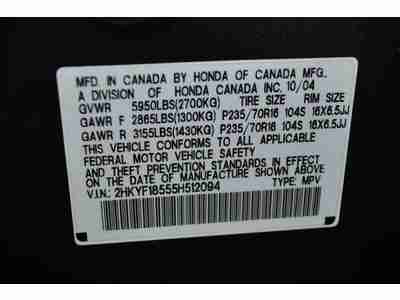 MFD. IN CANADA BY HONDA OF CANADA MFG.
A DIVISION OF HONDA CANADA INC. 10/04
GVWR 5950LBS(2700KG) TIRE SIZE RIM SIZE
GAWR F 2865LBS(1300KG) P235/70R16 104S 16X6.5JJ
GAWR R 3155LBS(1430KG) P235/70R16 104S 16X6.5JJ
THIS VEHICLE CONFORMS TO ALL APPLICABLE
FEDERAL MOTOR VEHICLE SAFETY AND
THEFT PREVENTION STANDARDS IN EFFECT ON
THE DATE OF MANUFACTURE SHOWN ABOVE.
V.I.N.: 2HKYF18555H512094 TYPE: MPV